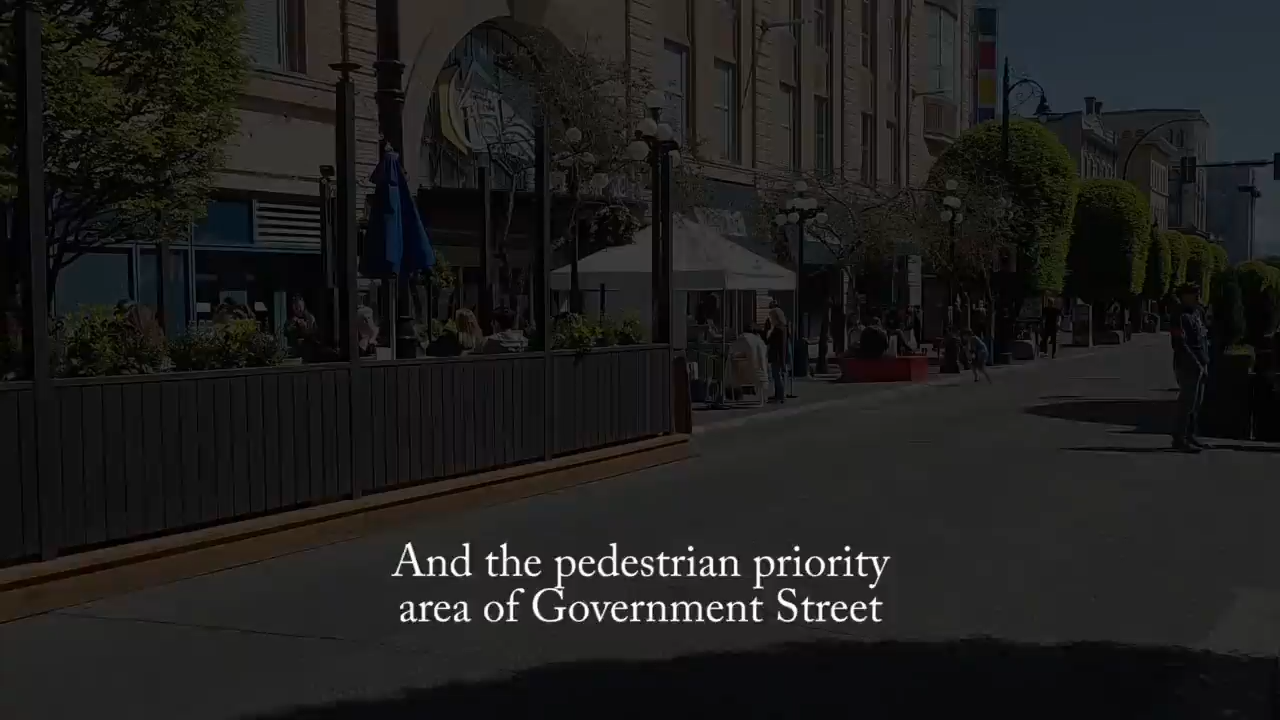 And the pedestrian priority
area of Government Street